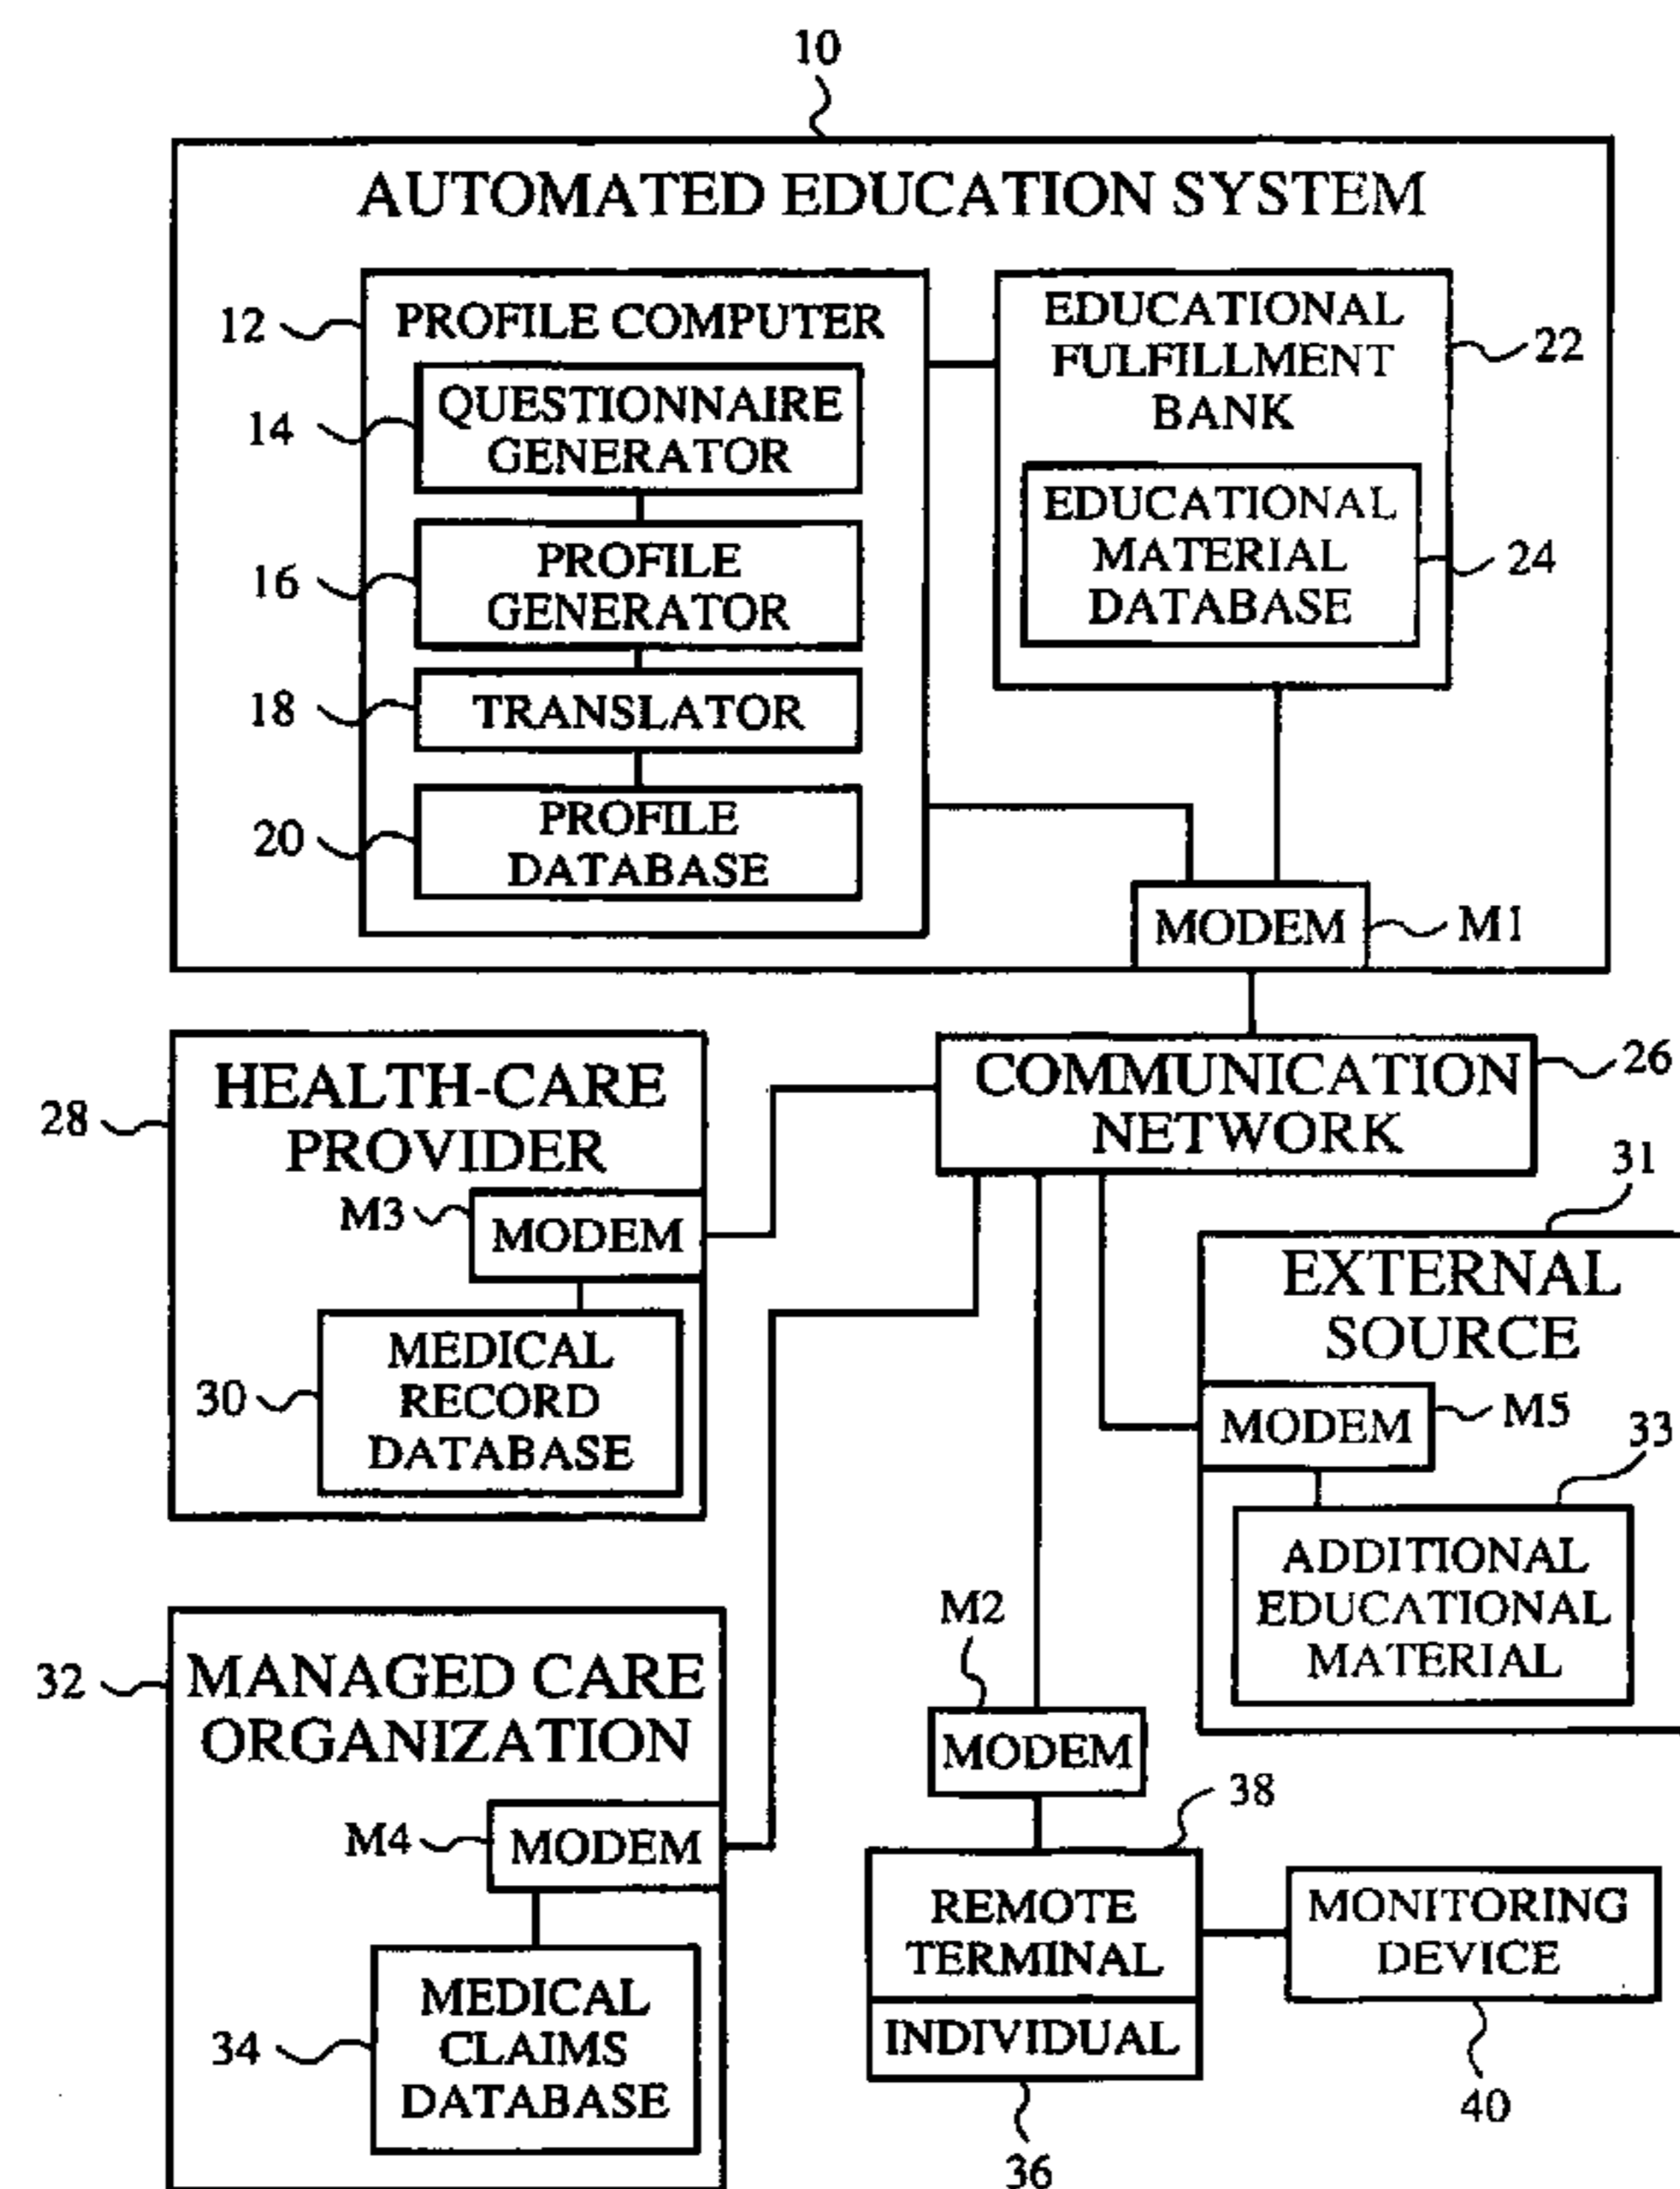 10
AUTOMATED EDUCATION SYSTEM
12
PROFILE COMPUTER
14
QUESTIONNAIRE
GENERATOR
16
PROFILE
GENERATOR
18
TRANSLATOR
20
PROFILE
DATABASE
EDUCATIONAL
FULFILLMENT
BANK
22
EDUCATIONAL
MATERIAL
DATABASE
24
MODEM
M1
COMMUNICATION
NETWORK
26
28
HEALTH-CARE
PROVIDER
M3
MODEM
30
MEDICAL
RECORD
DATABASE
31
EXTERNAL
SOURCE
MODEM
M5
33
ADDITIONAL
EDUCATIONAL
MATERIAL
32
MANAGED CARE
ORGANIZATION
M4
MODEM
34
MEDICAL
CLAIMS
DATABASE
M2
MODEM
38
REMOTE
TERMINAL
INDIVIDUAL
36
MONITORING
DEVICE
40